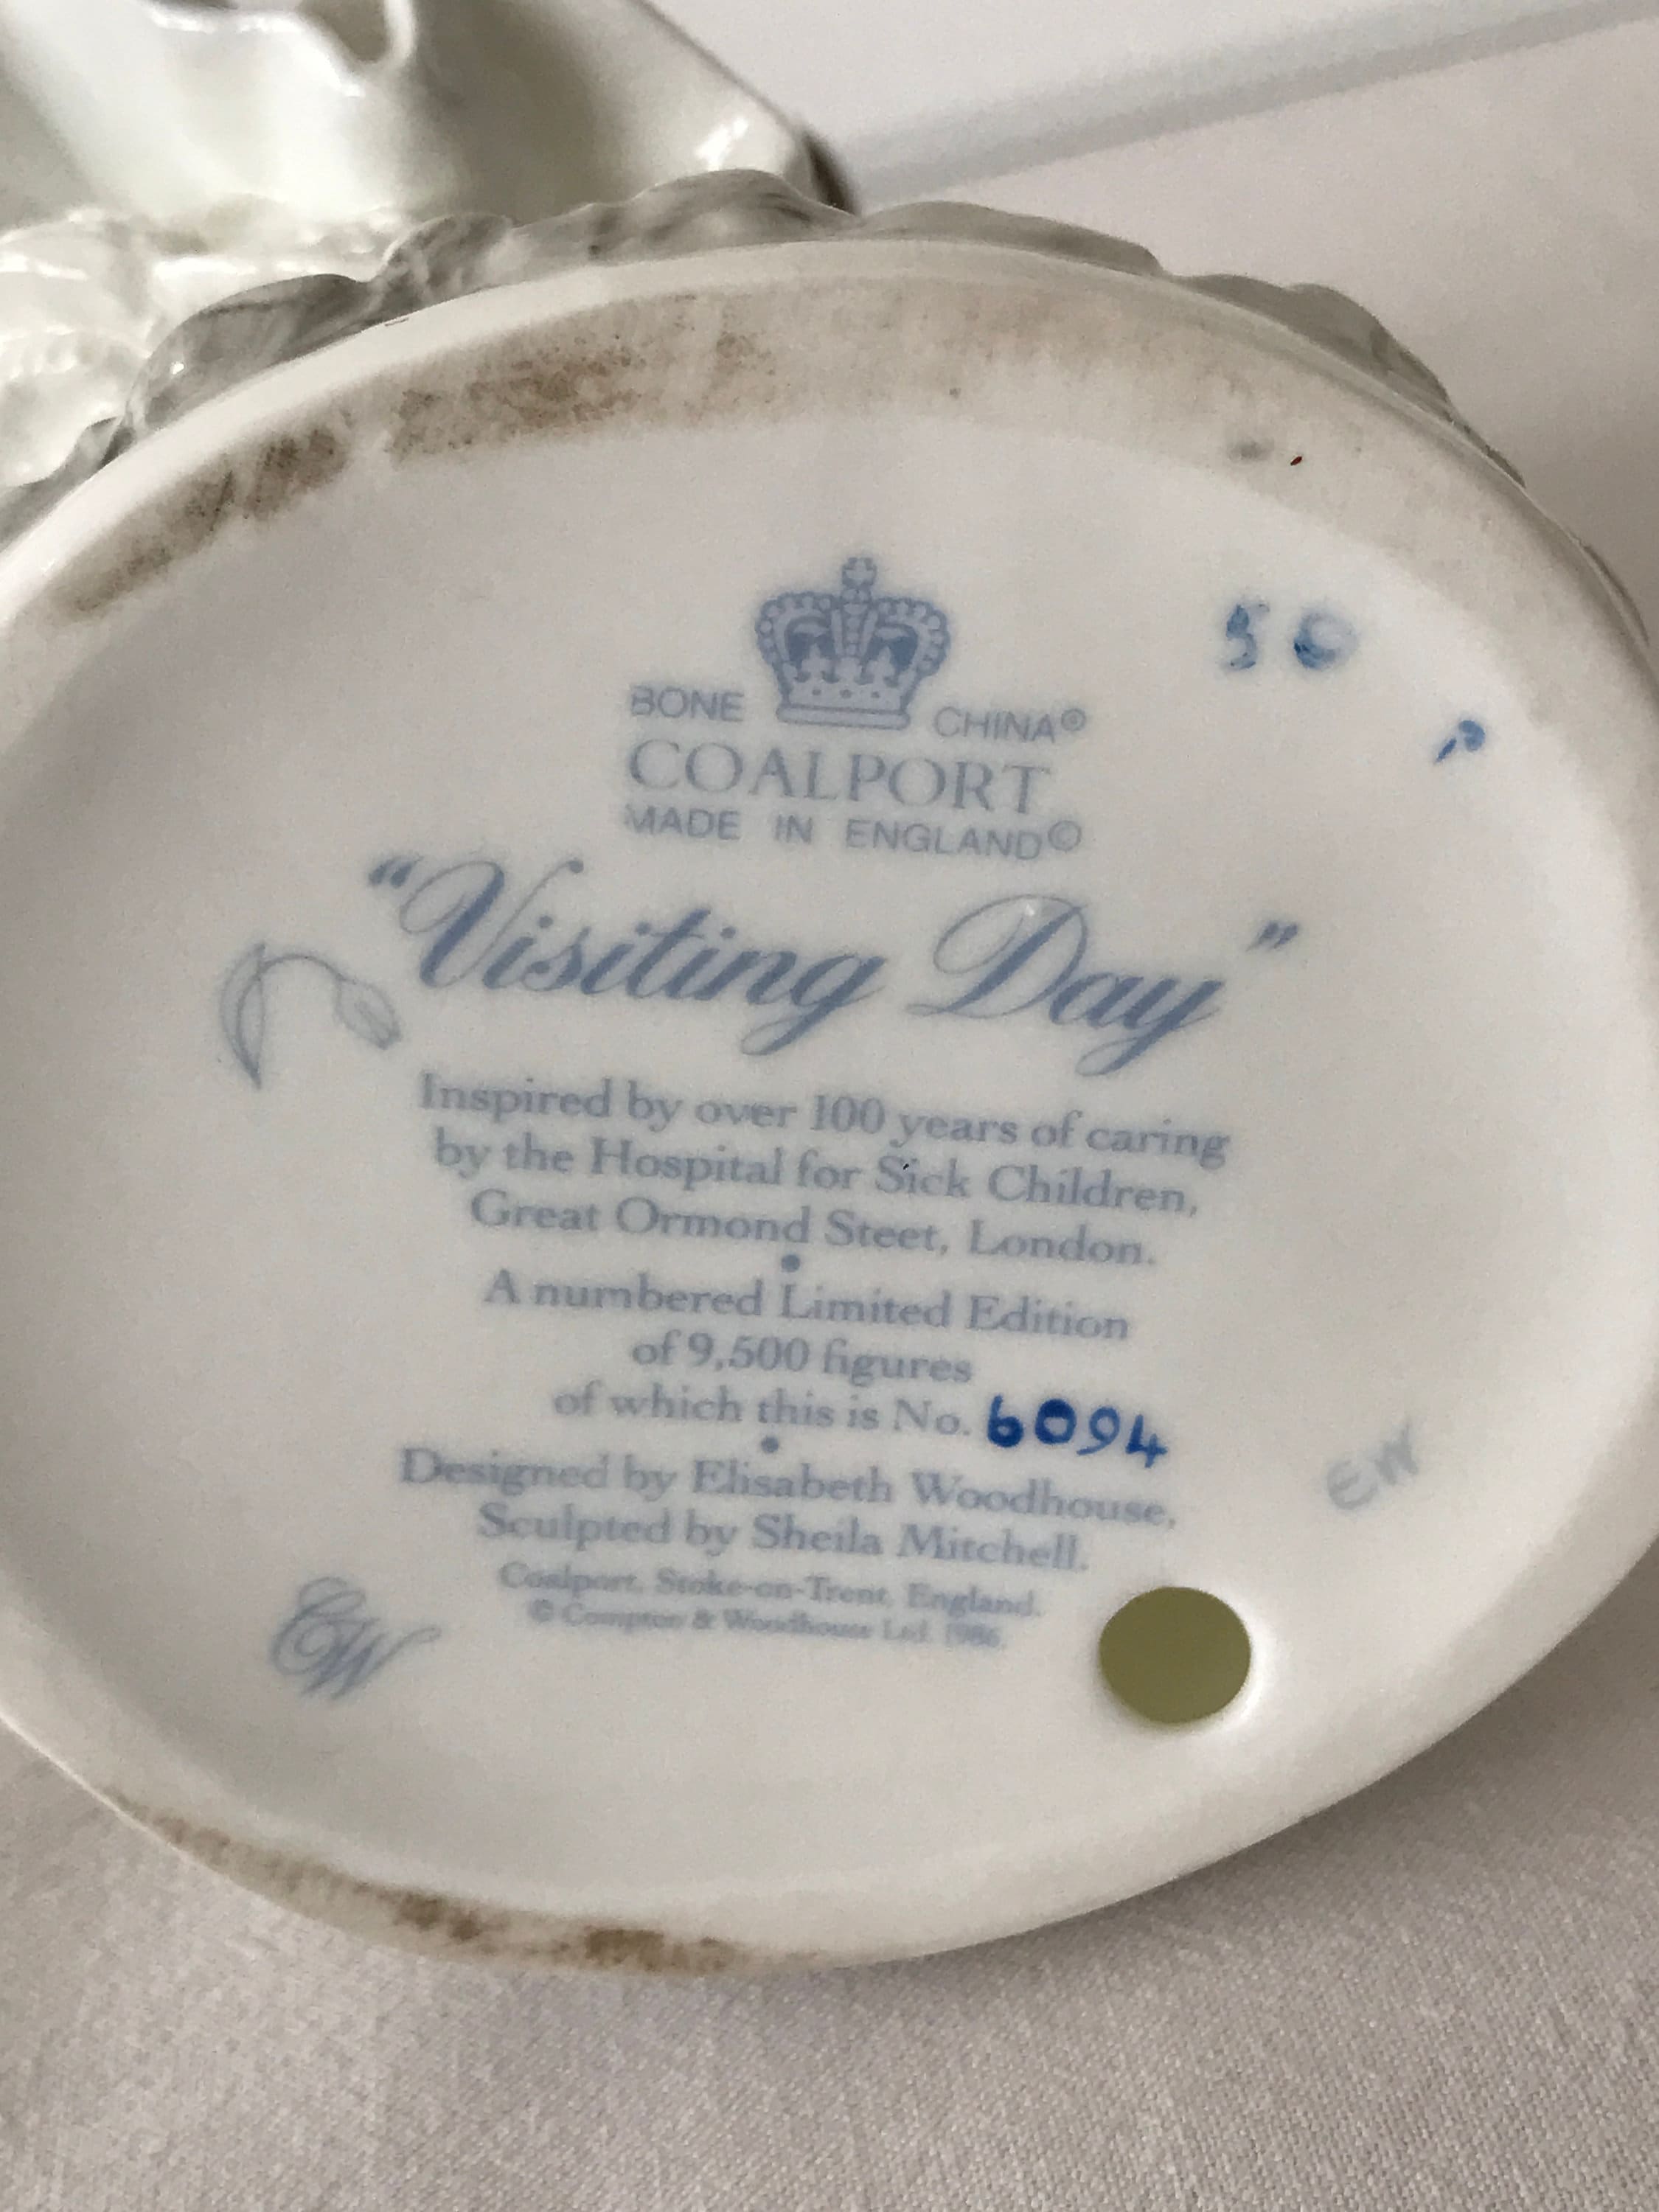 50
BONE CHINA©
COALPORT
MADE IN ENGLAND©
"Visiting Day"
Inspired by over 100 years of caring
by the Hospital for Sick Children,
Great Ormond Steet, London.
•
A numbered Limited Edition
of 9,500 figures
of which this is No. 6094
•
Designed by Elisabeth Woodhouse,
Sculpted by Sheila Mitchell.
Coalport, Stoke-on-Trent, England.
© Compton & Woodhouse Ltd. 1986.
EW
CW